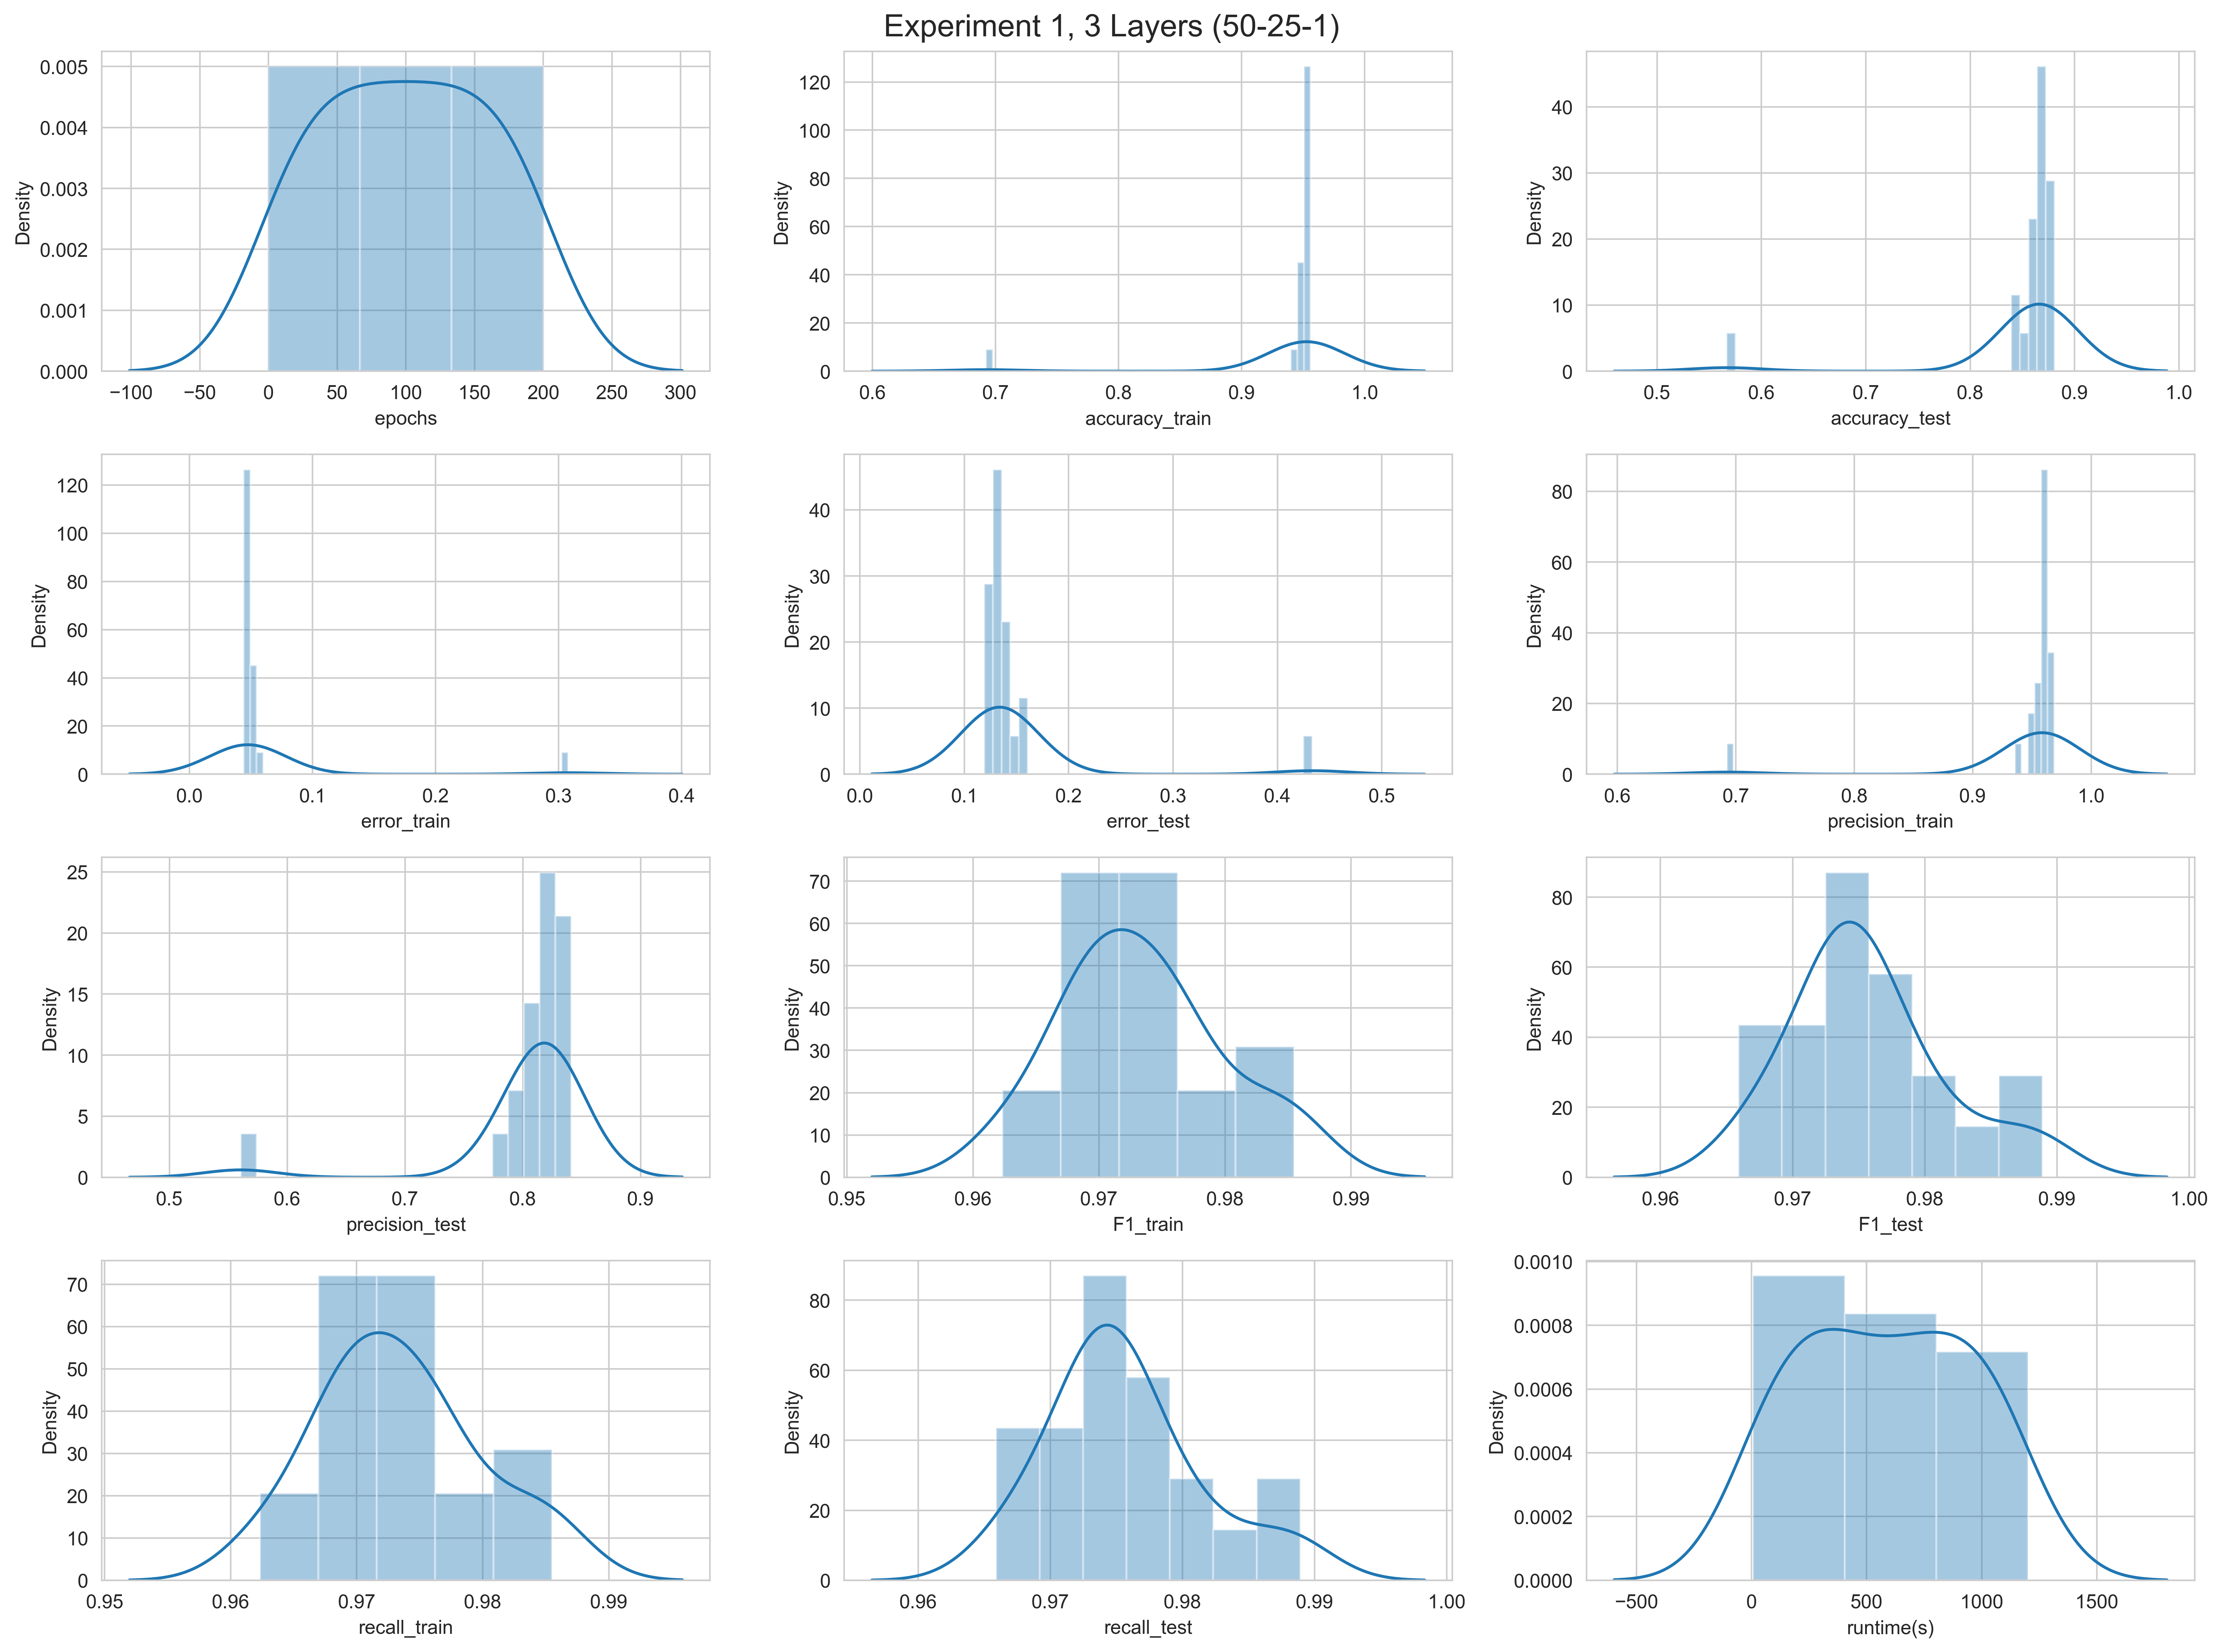 Experiment 1, 3 Layers (50-25-1)
Density
0.005
0.004
0.003
0.002
0.001
0.000
−100 −50 0 50 100 150 200 250 300
epochs
Density
120
100
80
60
40
20
0
0.6 0.7 0.8 0.9 1.0
accuracy_train
Density
40
30
20
10
0
0.5 0.6 0.7 0.8 0.9 1.0
accuracy_test
Density
120
100
80
60
40
20
0
0.0 0.1 0.2 0.3 0.4
error_train
Density
40
30
20
10
0
0.0 0.1 0.2 0.3 0.4 0.5
error_test
Density
80
60
40
20
0
0.6 0.7 0.8 0.9 1.0
precision_train
Density
25
20
15
10
5
0
0.5 0.6 0.7 0.8 0.9
precision_test
Density
70
60
50
40
30
20
10
0
0.95 0.96 0.97 0.98 0.99
F1_train
Density
80
60
40
20
0
0.96 0.97 0.98 0.99 1.00
F1_test
Density
70
60
50
40
30
20
10
0
0.95 0.96 0.97 0.98 0.99
recall_train
Density
80
60
40
20
0
0.96 0.97 0.98 0.99 1.00
recall_test
Density
0.0010
0.0008
0.0006
0.0004
0.0002
0.0000
−500 0 500 1000 1500
runtime(s)